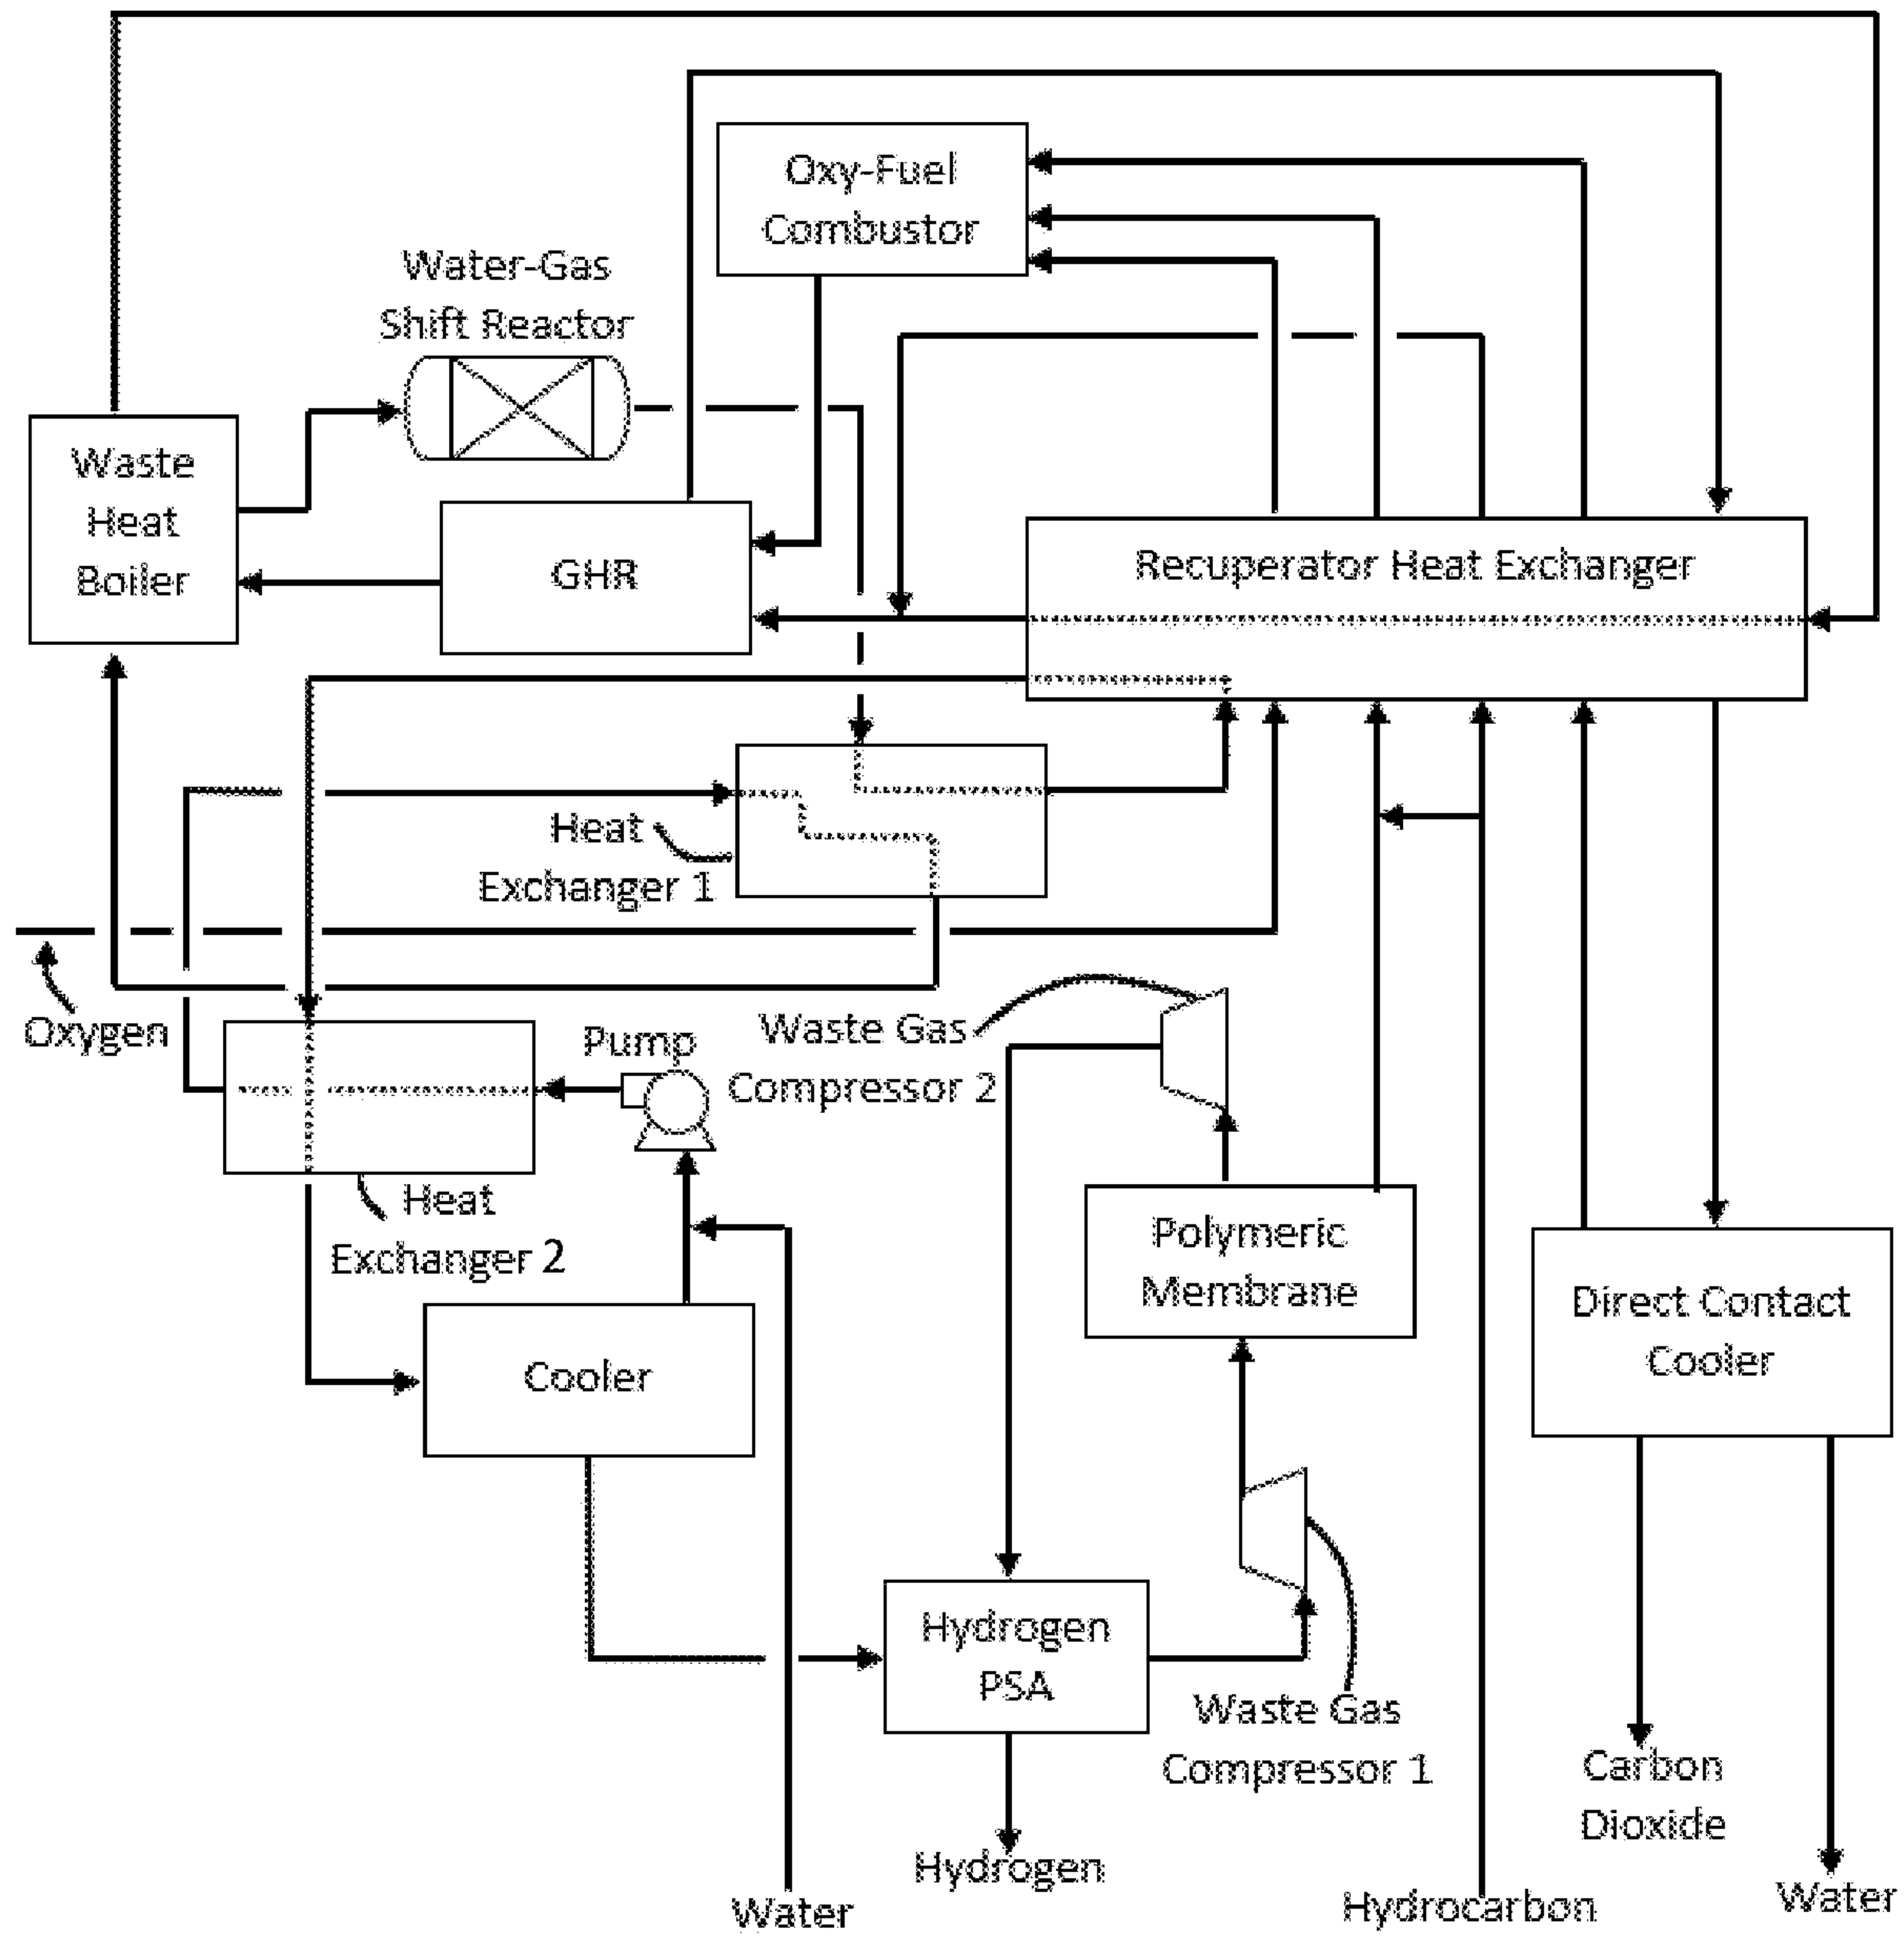 Oxy-Fuel
Combustor
Water-Gas
Shift Reactor
Waste
Heat
Boiler
GHR
Recuperator Heat Exchanger
Heat
Exchanger 1
Oxygen
Pump
Waste Gas
Compressor 2
Heat
Exchanger 2
Polymeric
Membrane
Direct Contact
Cooler
Cooler
Hydrogen
PSA
Waste Gas
Compressor 1
Carbon
Dioxide
Hydrogen
Water
Hydrocarbon
Water